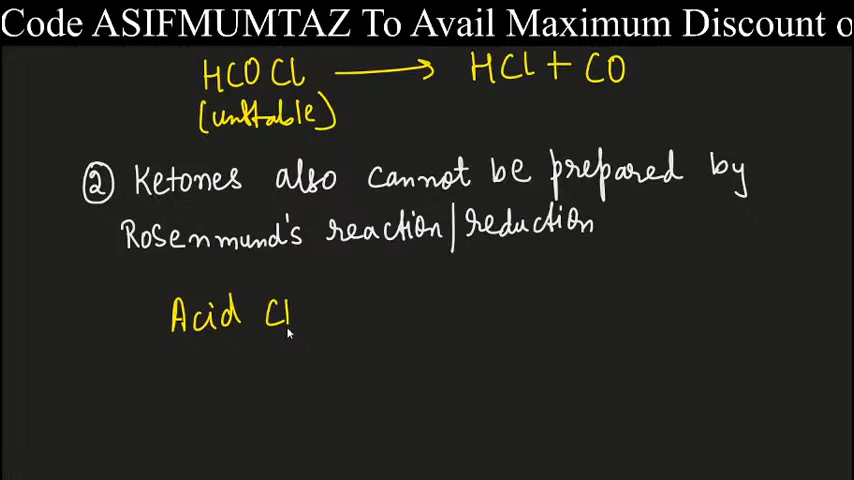 Code ASIFMUMTAZ To Avail Maximum Discount o
HCOCl ⟶ HCl + CO
(unstable)
② Ketones also cannot be prepared by
Rosenmund's reaction/reduction
Acid Cl